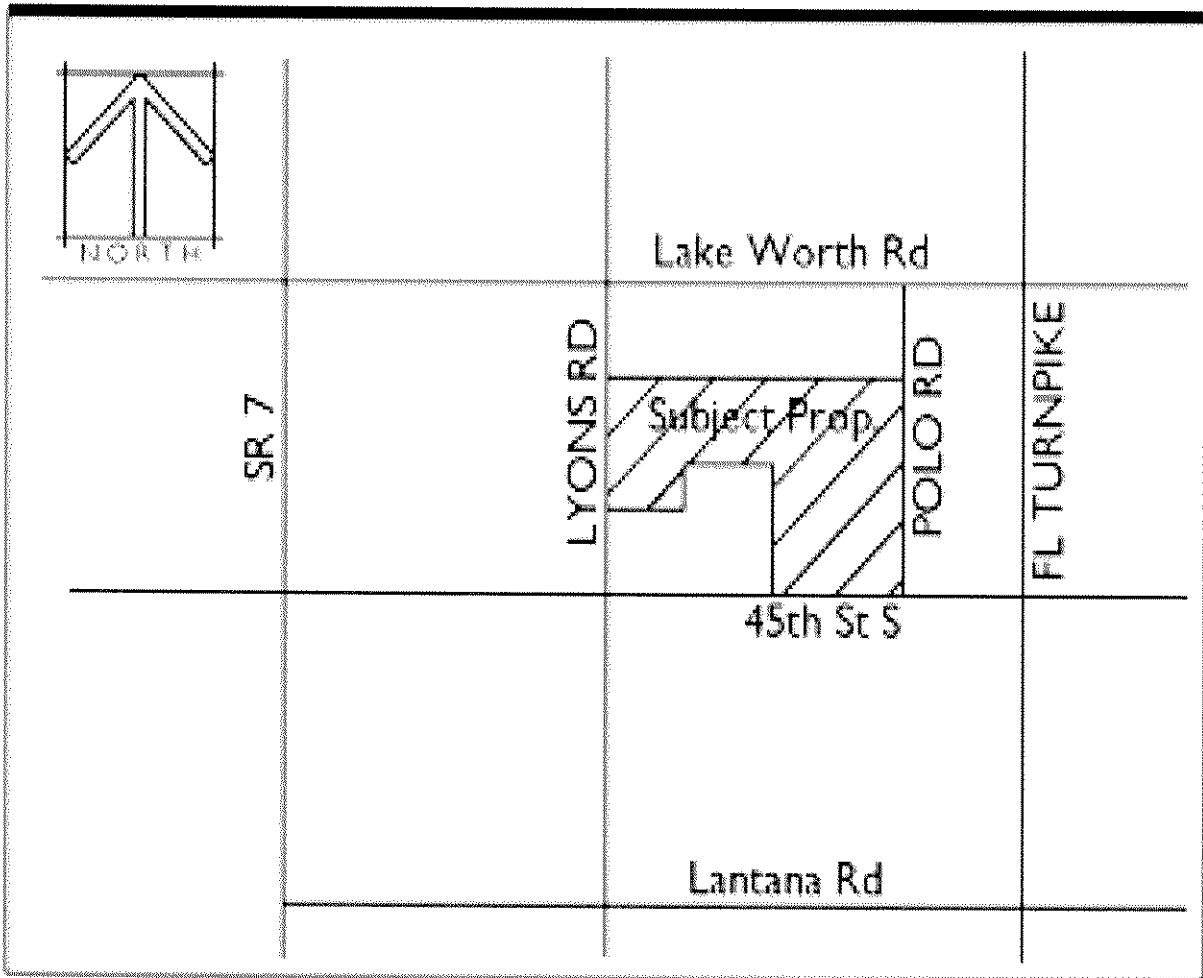 NORTH
Lake Worth Rd
SR 7
LYONS RD
Subject Prop.
POLO RD
FL TURNPIKE
45th St S
Lantana Rd